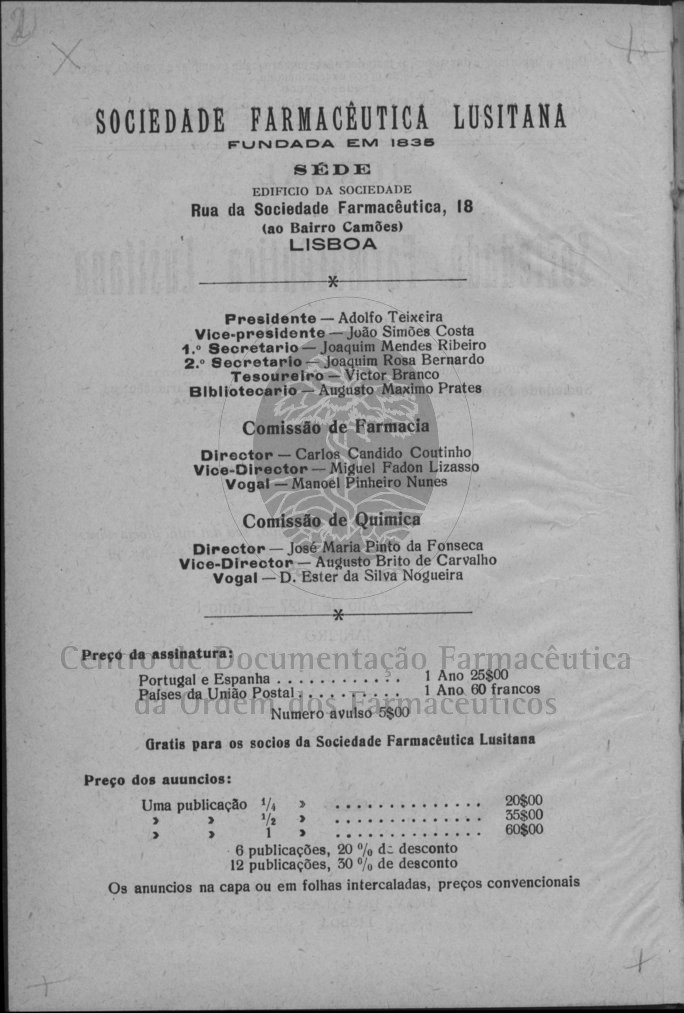 2
SOCIEDADE FARMACÊUTICA LUSITANA
FUNDADA EM 1835
SÉDE
EDIFICIO DA SOCIEDADE
Rua da Sociedade Farmacêutica, 18
(ao Bairro Camões)
LISBOA
Presidente — Adolfo Teixeira
Vice-presidente — João Simões Costa
1.º Secretario — Joaquim Mendes Ribeiro
2.º Secretario — Joaquim Rosa Bernardo
Tesoureiro — Victor Branco
Bibliotecario — Augusto Maximo Prates
Comissão de Farmacia
Director — Carlos Candido Coutinho
Vice-Director — Miguel Fadon Lizasso
Vogal — Manoel Pinheiro Nunes
Comissão de Quimica
Director — José Maria Pinto da Fonseca
Vice-Director — Augusto Brito de Carvalho
Vogal — D. Ester da Silva Nogueira
Preço da assinatura:
Centro de Documentação Farmacêutica
Portugal e Espanha . . . . . . . . . . . . 1 Ano 25$00
Países da União Postal . . . . . . . . . . 1 Ano 60 francos
da Ordem dos Farmacêuticos
Numero avulso 5$00
Gratis para os socios da Sociedade Farmacêutica Lusitana
Preço dos auuncios:
Uma publicação 1/4 » . . . . . . . . . . . . . . 20$00
» » 1/2 » . . . . . . . . . . . . . . 35$00
» » 1 » . . . . . . . . . . . . . . 60$00
6 publicações, 20 % de desconto
12 publicações, 30 % de desconto
Os anuncios na capa ou em folhas intercaladas, preços convencionais